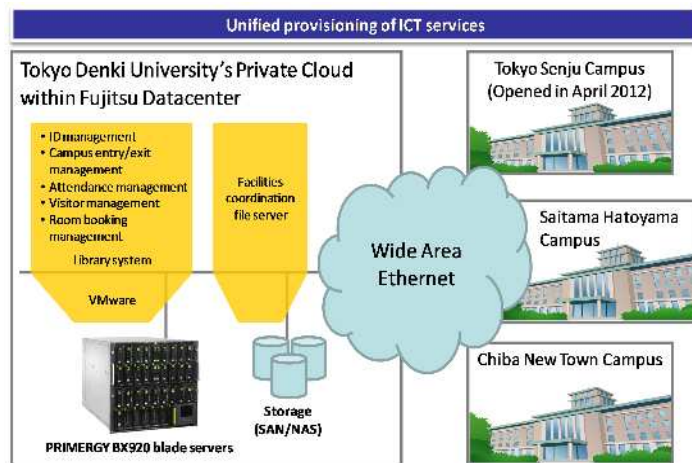 Unified provisioning of ICT services
Tokyo Denki University's Private Cloud
within Fujitsu Datacenter
• ID management
• Campus entry/exit
management
• Attendance management
• Visitor management
• Room booking
management
Library system
VMware
Facilities
coordination
file server
PRIMERGY BX920 blade servers
Storage
(SAN/NAS)
Wide Area
Ethernet
Tokyo Senju Campus
(Opened in April 2012)
Saitama Hatoyama
Campus
Chiba New Town Campus